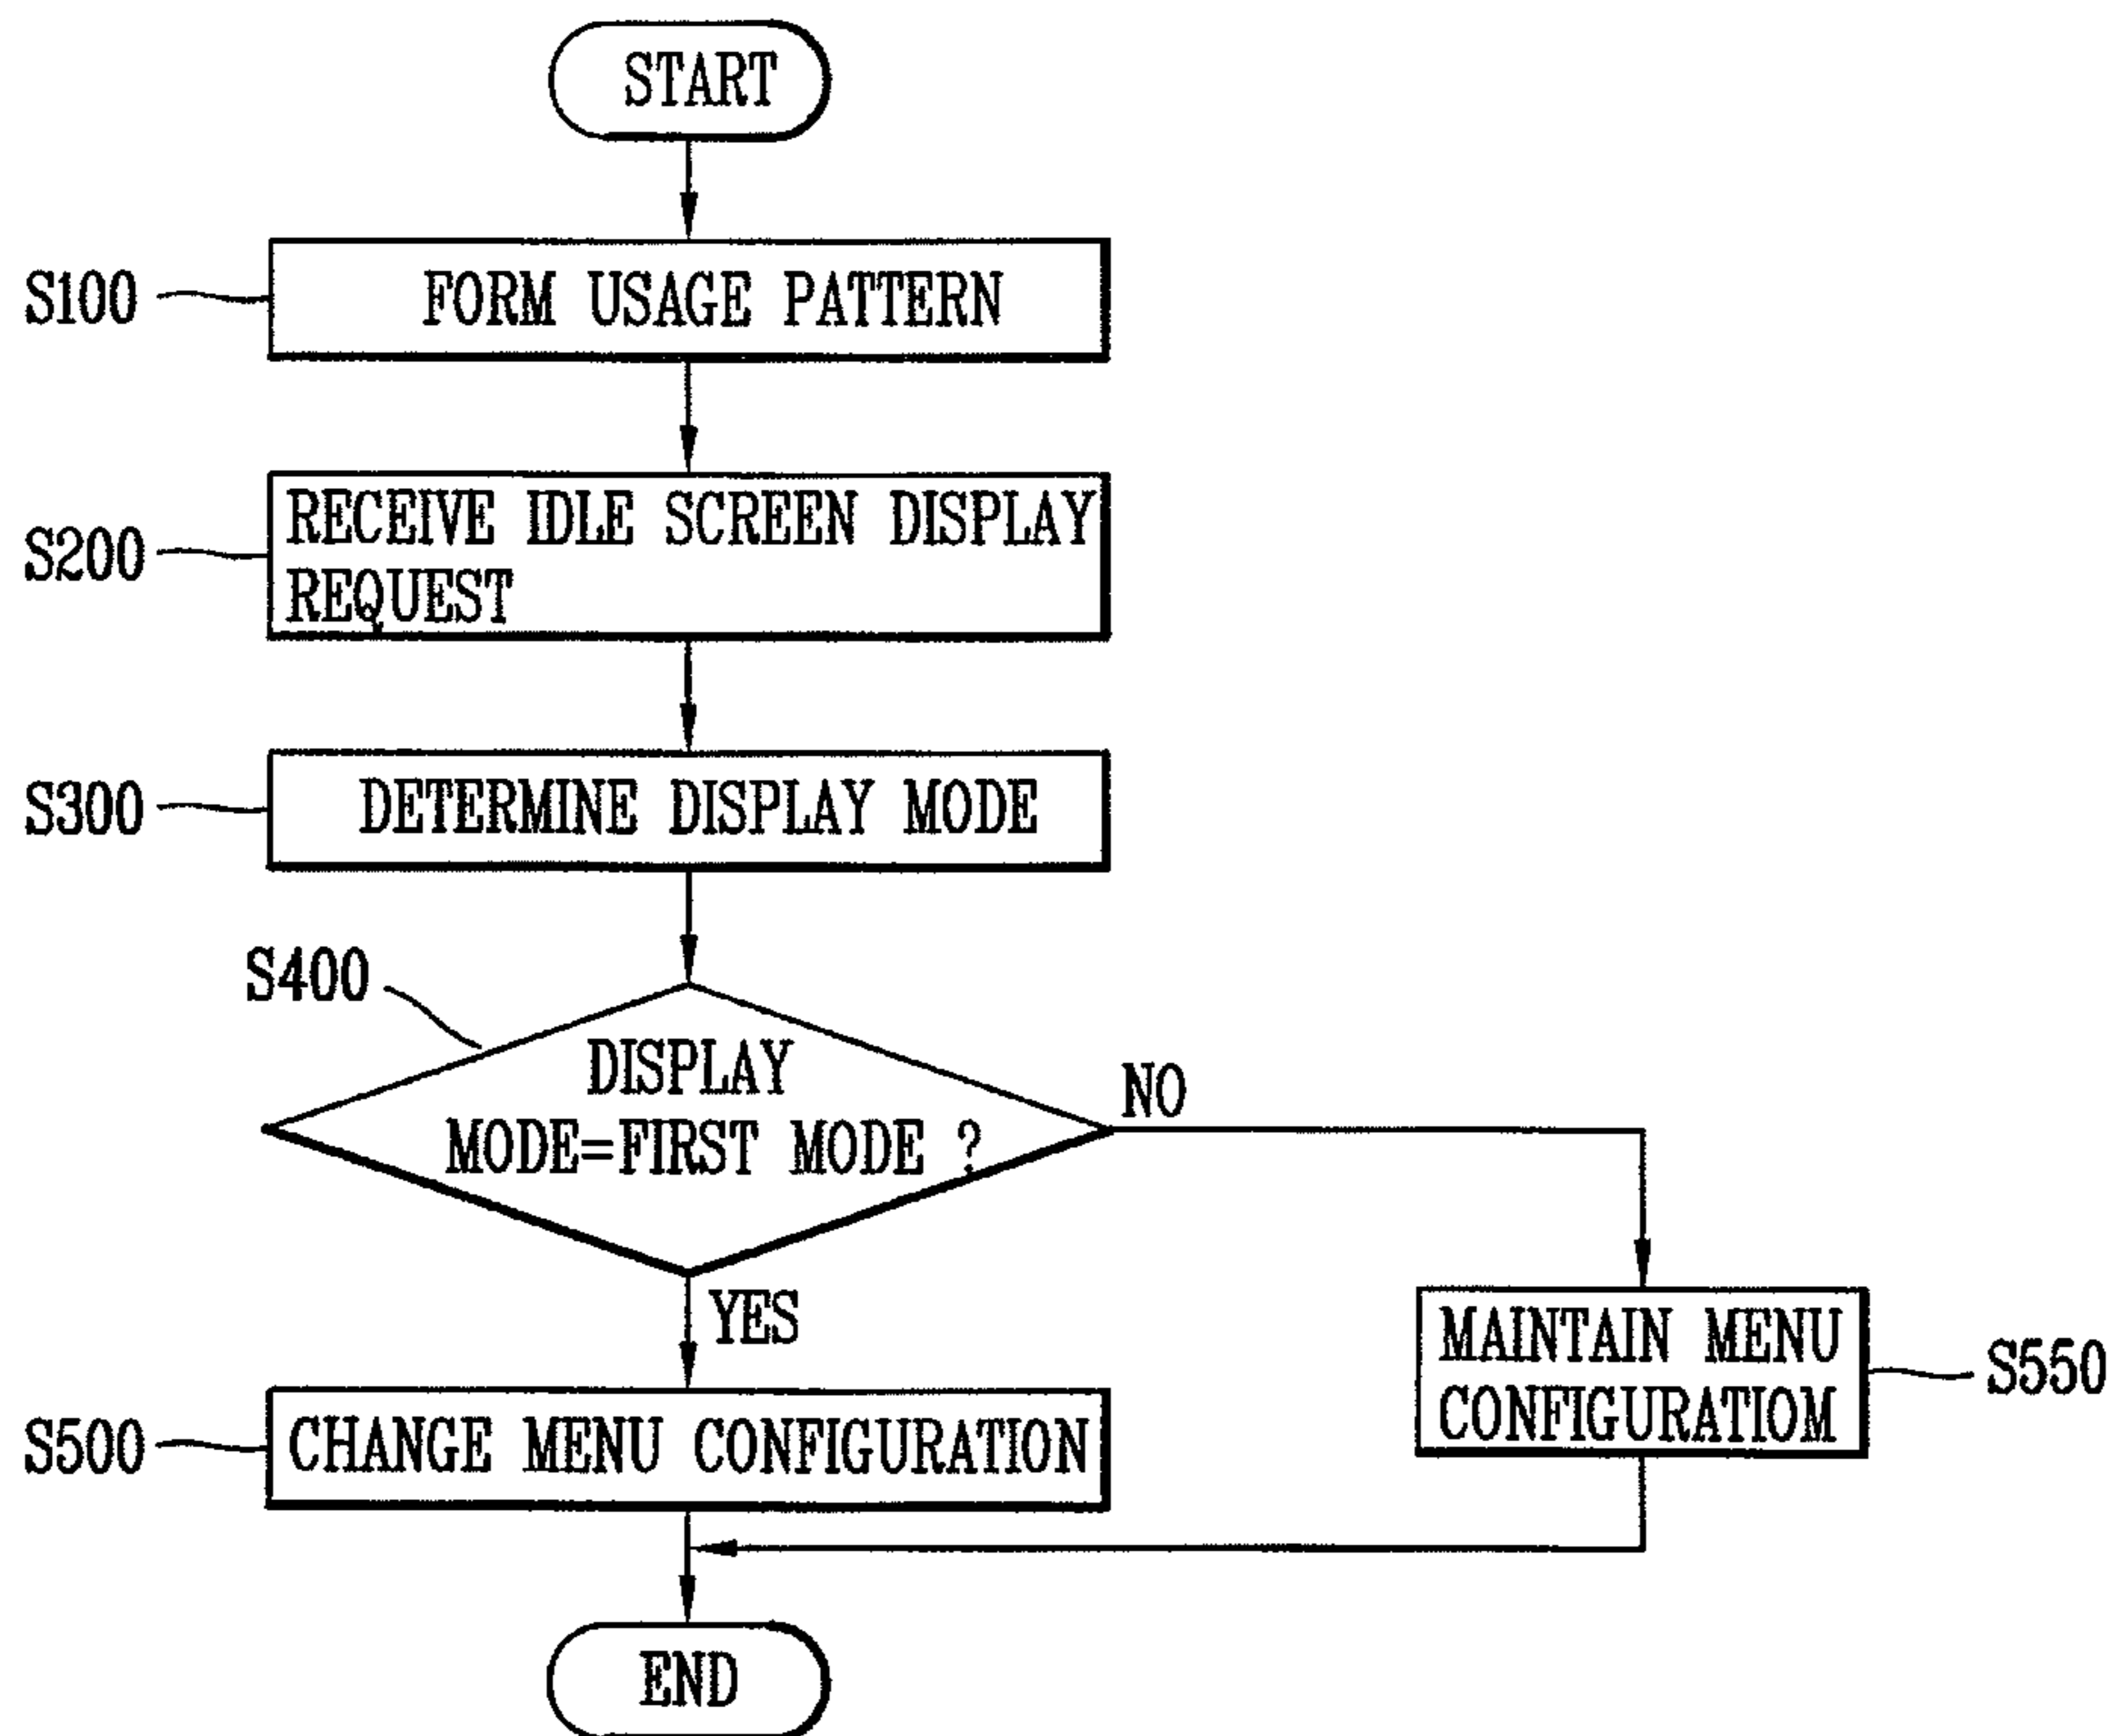 START
S100
FORM USAGE PATTERN
S200
RECEIVE IDLE SCREEN DISPLAY
REQUEST
S300
DETERMINE DISPLAY MODE
S400
DISPLAY
MODE=FIRST MODE ?
NO
YES
MAINTAIN MENU
CONFIGURATIOM
S550
S500
CHANGE MENU CONFIGURATION
END